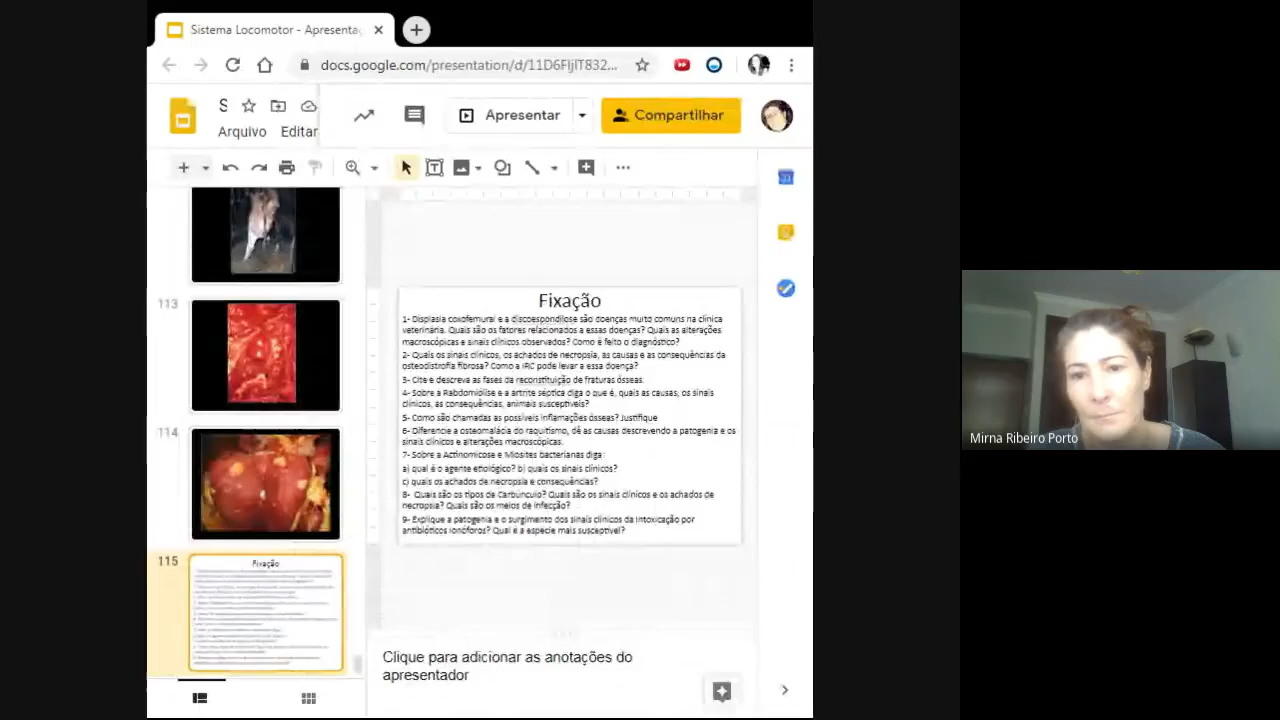 Sistema Locomotor - Apresenta
docs.google.com/presentation/d/11D6FIjIT832...
S
Apresentar
Compartilhar
Arquivo
Editar
113
114
115
Fixação
Fixação
1- Displasia coxofemural e a discoespondilose são doenças muito comuns na clínica
veterinária. Quais são os fatores relacionados a essas doenças? Quais as alterações
macroscópicas e sinais clínicos observados? Como é feito o diagnóstico?
2- Quais os sinais clínicos, os achados de necropsia, as causas e as consequências da
osteodistrofia fibrosa? Como a IRC pode levar a essa doença?
3- Cite e descreva as fases da reconstituição de fraturas ósseas.
4- Sobre a Rabdomiólise e a artrite séptica diga o que é, quais as causas, os sinais
clínicos, as consequências, animais susceptíveis?
5- Como são chamadas as possíveis inflamações ósseas? Justifique
6- Diferencie a osteomalácia do raquitismo, dê as causas descrevendo a patogenia e os
sinais clínicos e alterações macroscópicas.
7- Sobre a Actinomicose e Miosites bacterianas diga:
a) qual é o agente etiológico? b) quais os sinais clínicos?
c) quais os achados de necropsia e consequências?
8- Quais são os tipos de Carbúnculo? Quais são os sinais clínicos e os achados de
necropsia? Quais são os meios de infecção?
9- Explique a patogenia e o surgimento dos sinais clínicos da intoxicação por
antibióticos ionóforos? Qual é a espécie mais susceptível?
Clique para adicionar as anotações do
apresentador
Mirna Ribeiro Porto